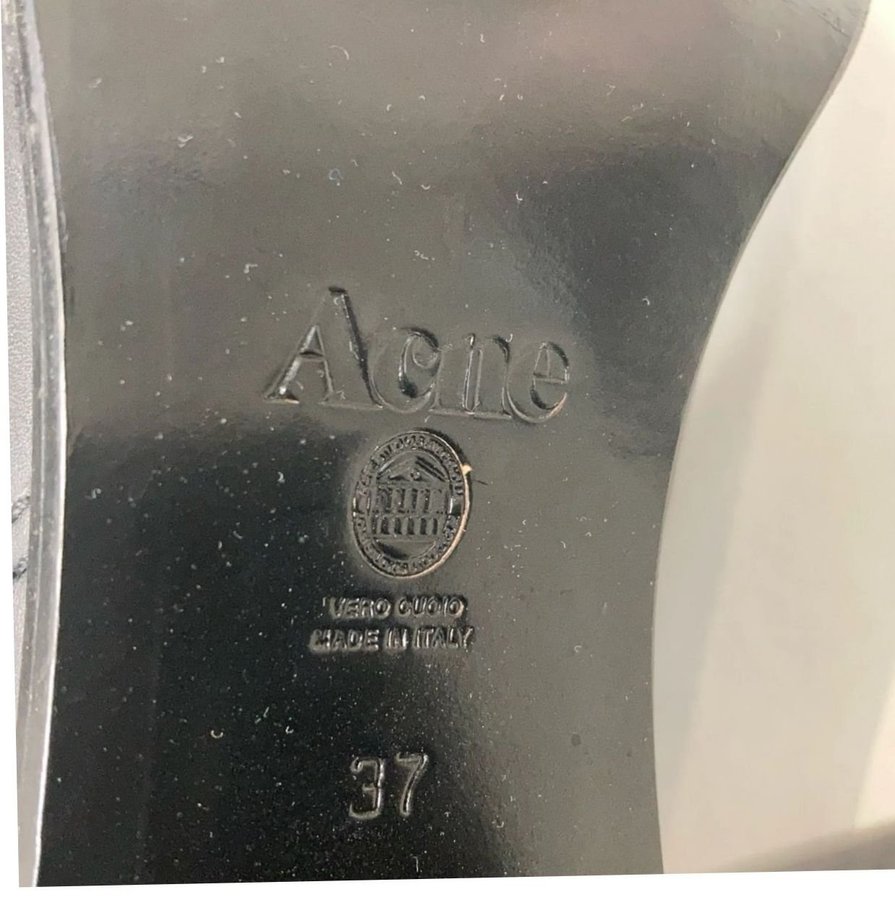 Acne
VERO CUOIO
MADE IN ITALY
37